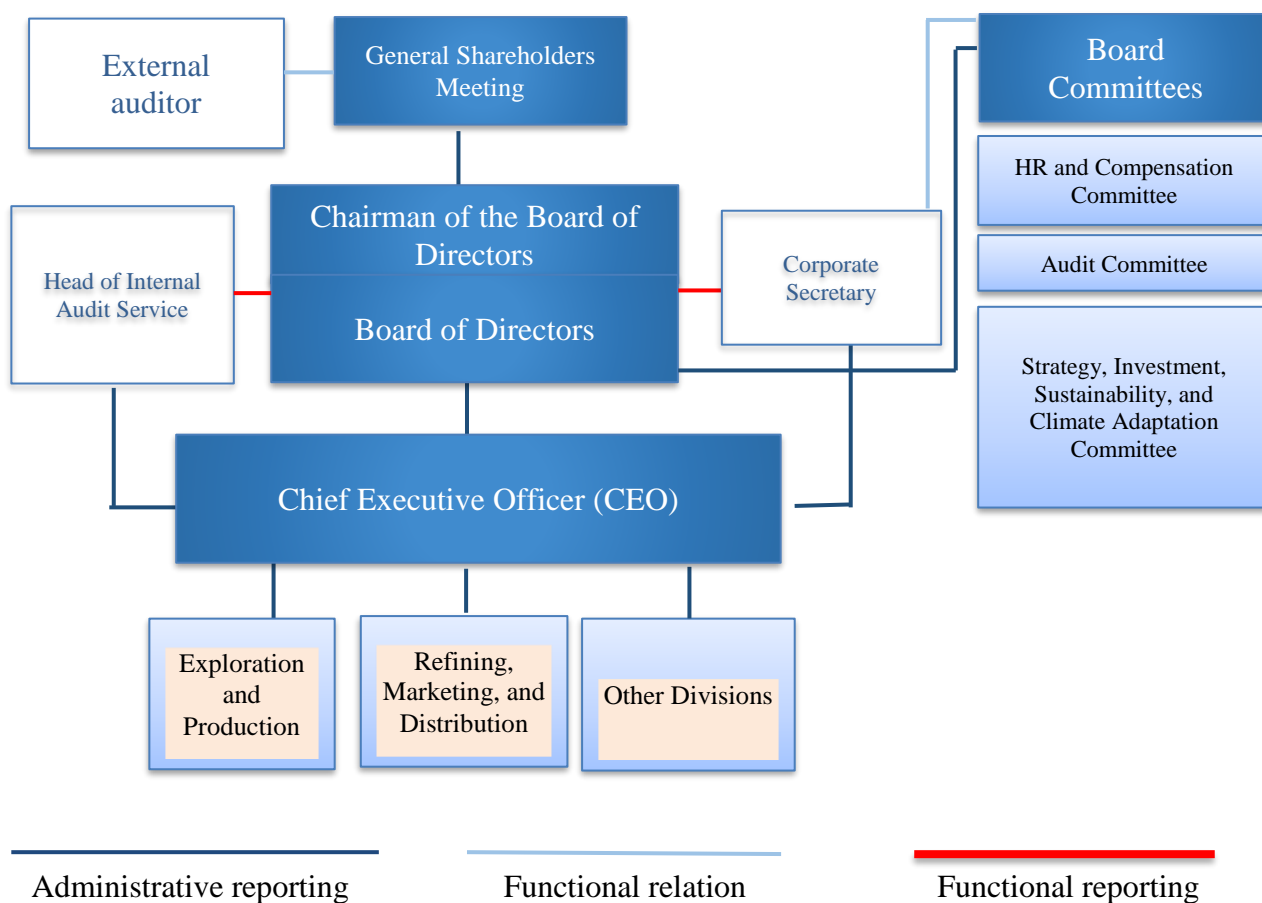 External
auditor
General Shareholders
Meeting
Board
Committees
HR and Compensation
Committee
Audit Committee
Strategy, Investment,
Sustainability, and
Climate Adaptation
Committee
Chairman of the Board of
Directors
Board of Directors
Head of Internal
Audit Service
Corporate
Secretary
Chief Executive Officer (CEO)
Exploration
and
Production
Refining,
Marketing, and
Distribution
Other Divisions
Administrative reporting
Functional relation
Functional reporting